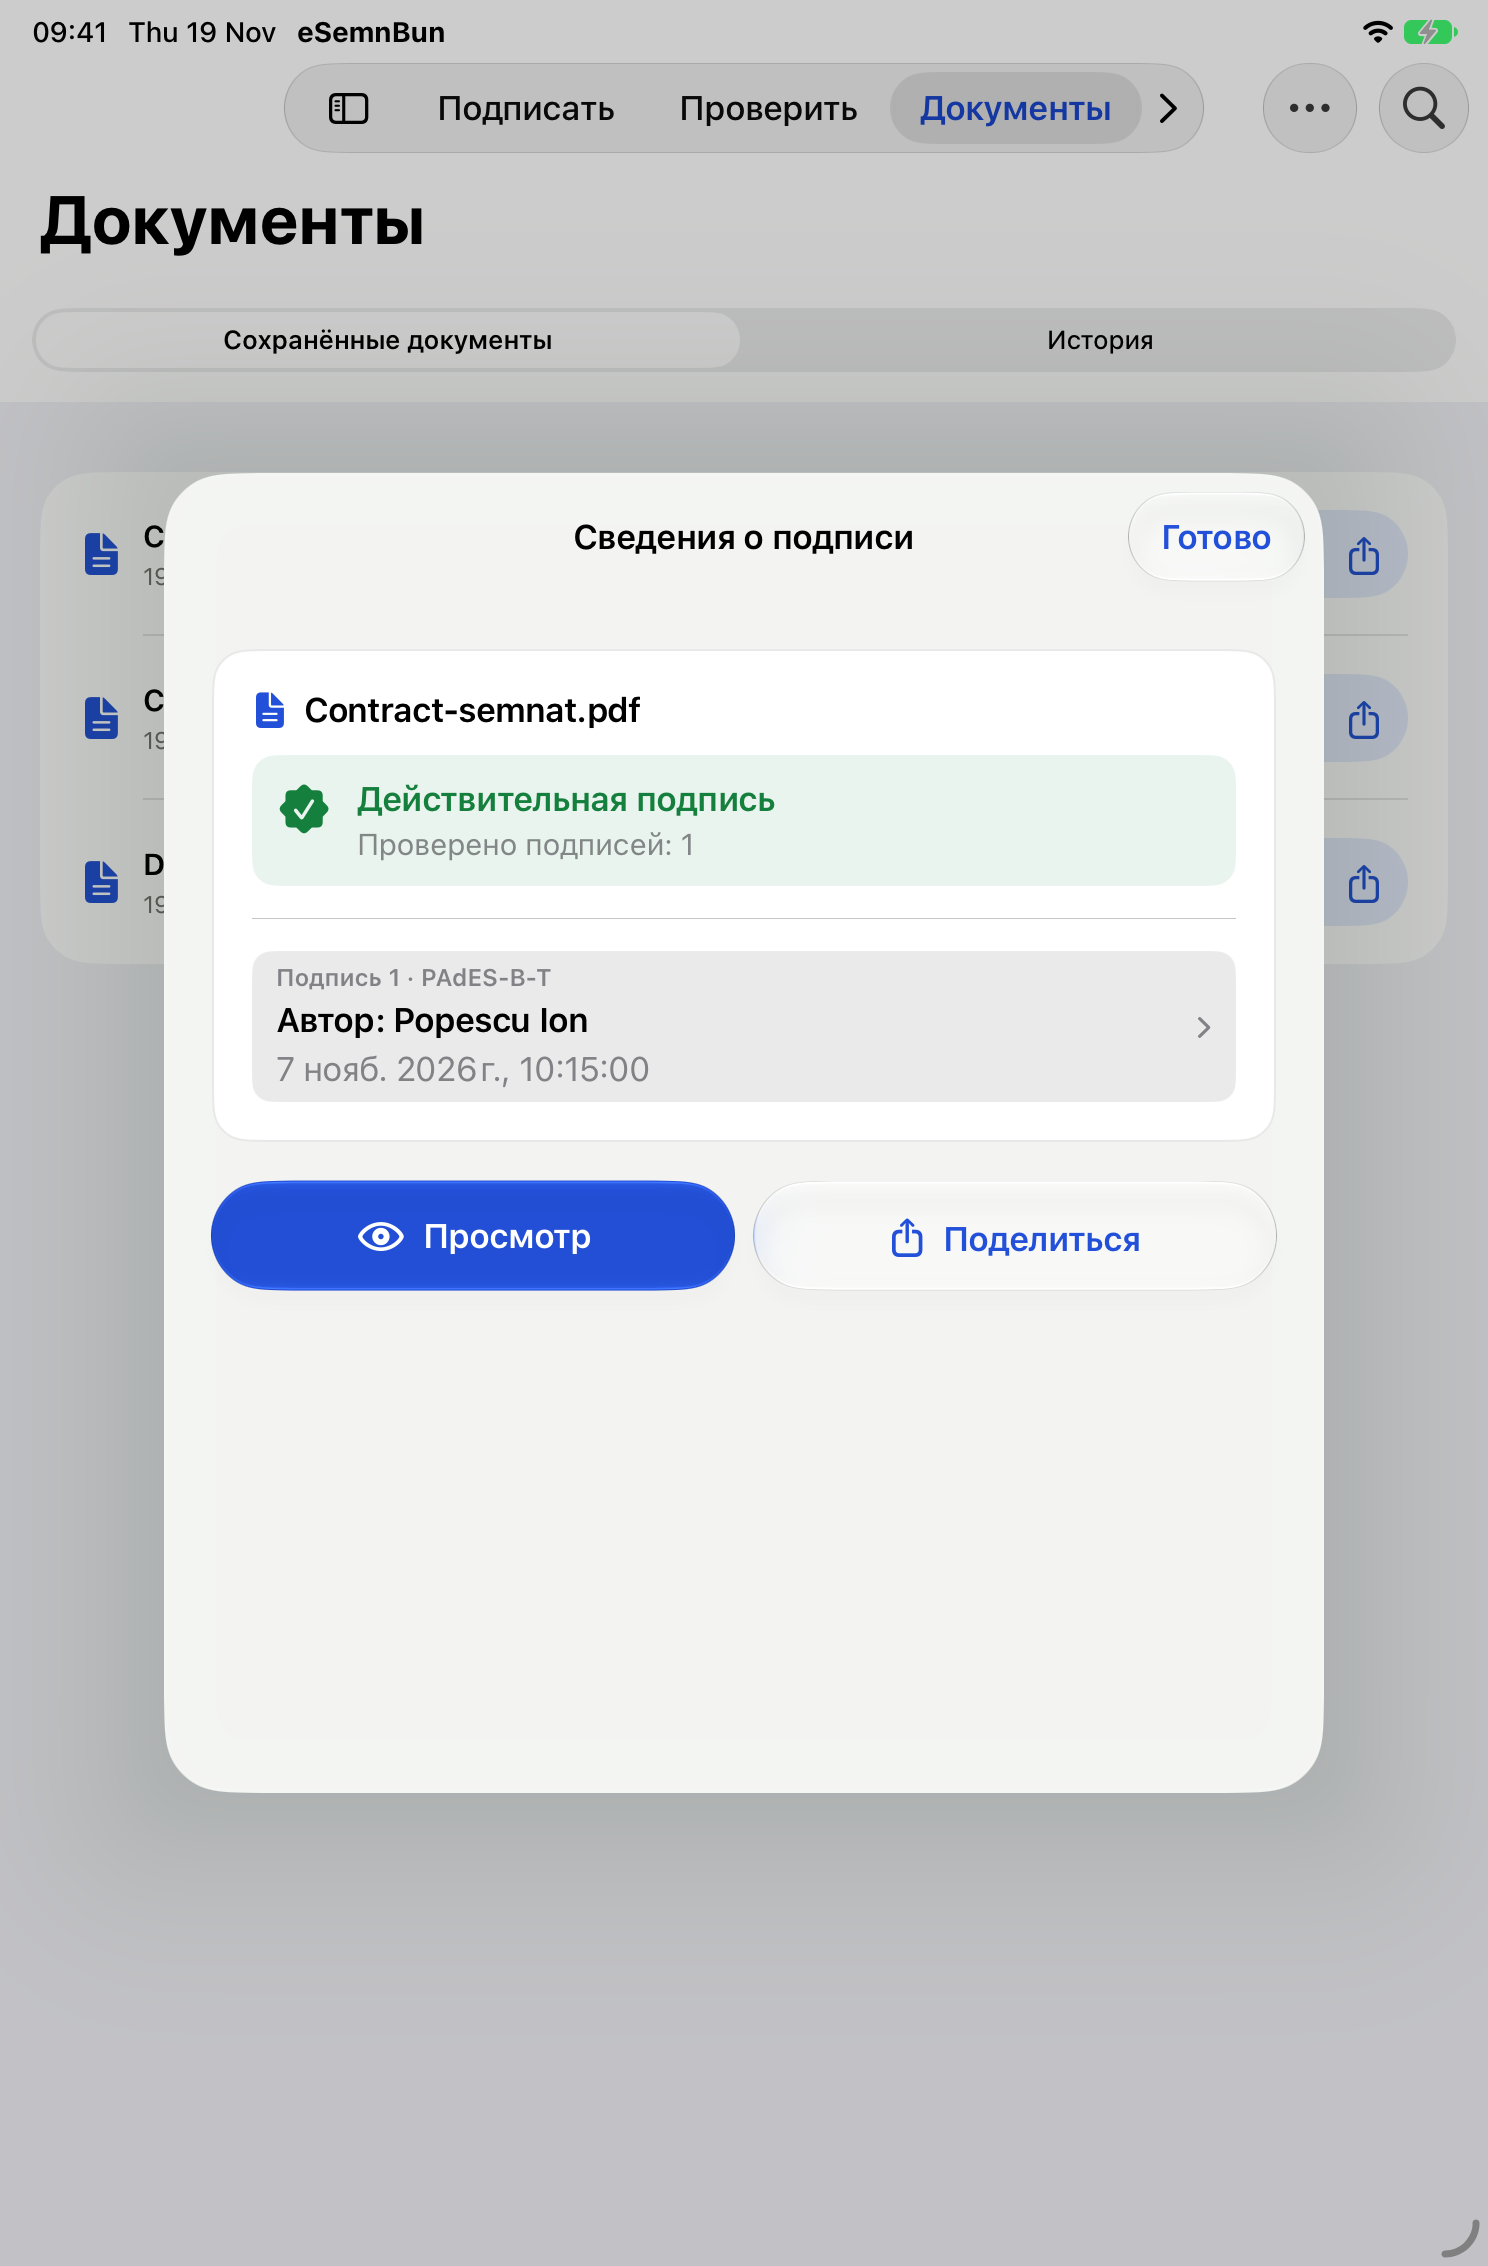 09:41 Thu 19 Nov eSemnBun
Подписать Проверить Документы
Документы
Сохранённые документы История
Сведения о подписи Готово
Contract-semnat.pdf
Действительная подпись
Проверено подписей: 1
Подпись 1 · PAdES-B-T
Автор: Popescu Ion
7 нояб. 2026 г., 10:15:00
Просмотр Поделиться